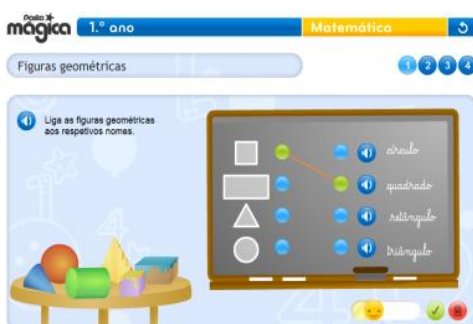 Pasta mágica
1.º ano
Matemática
Figuras geométricas
1 2 3 4
Liga as figuras geométricas
aos respetivos nomes.
círculo
quadrado
retângulo
triângulo